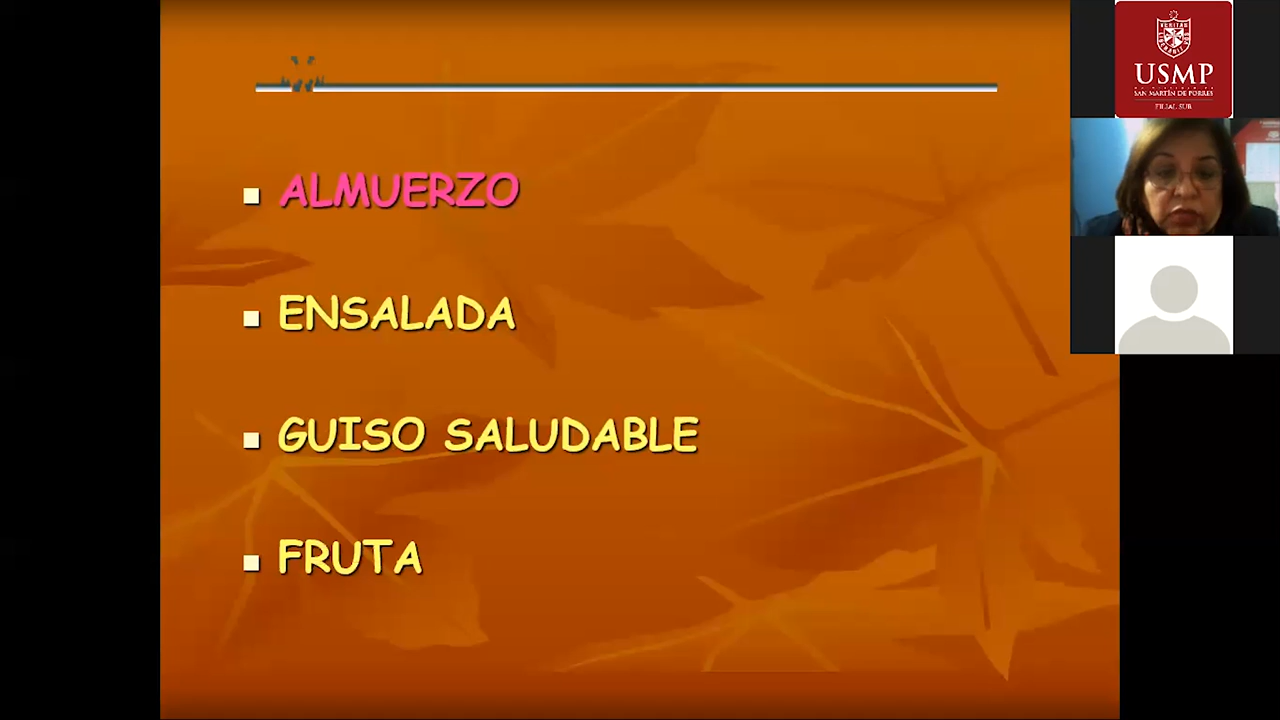 ALMUERZO
ENSALADA
GUISO SALUDABLE
FRUTA
USMP
SAN MARTÍN DE PORRES
FILIAL SUR